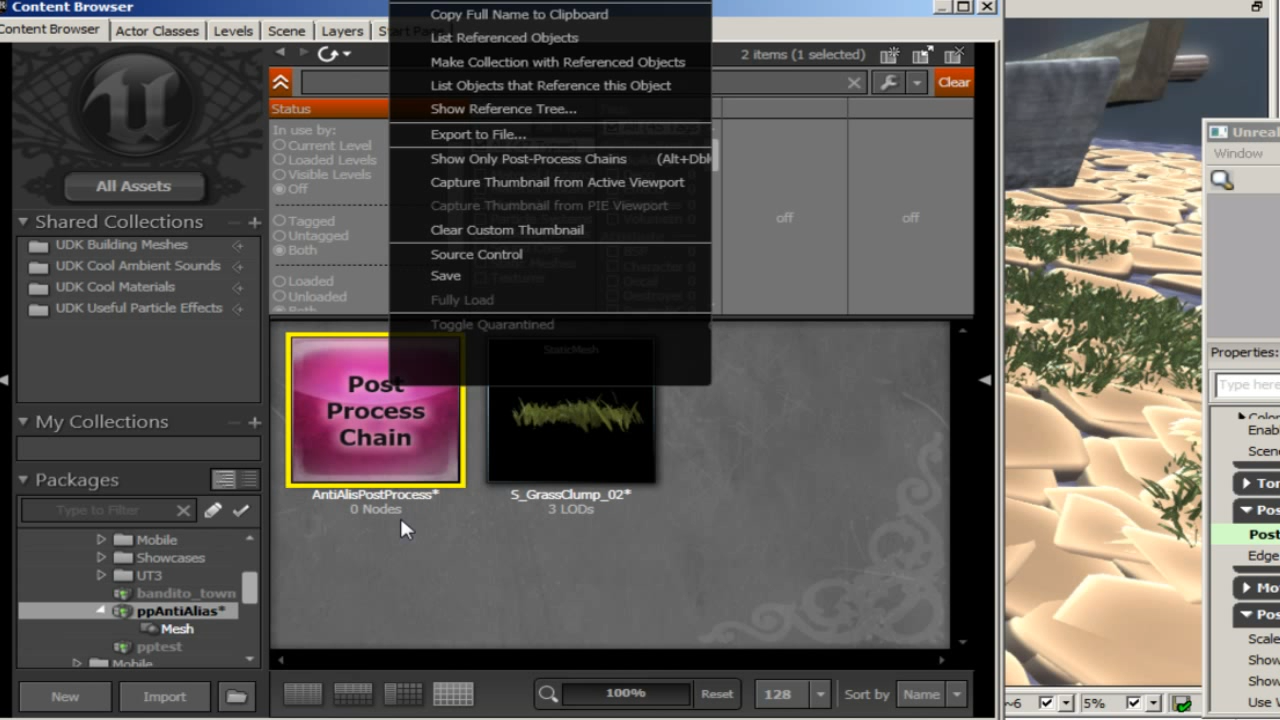 Content Browser
Content Browser
Actor Classes
Levels
Scene
Layers
All Assets
Shared Collections
UDK Building Meshes
UDK Cool Ambient Sounds
UDK Cool Materials
UDK Useful Particle Effects
My Collections
Packages
Type to Filter
Mobile
Showcases
UT3
bandito_town
ppAntiAlias*
Mesh
pptest
Mobile
New
Import
2 items (1 selected)
Clear
Status
In use by:
Current Level
Loaded Levels
Visible Levels
Off
Tagged
Untagged
Both
Loaded
Unloaded
Both
off
off
Copy Full Name to Clipboard
List Referenced Objects
Make Collection with Referenced Objects
List Objects that Reference this Object
Show Reference Tree...
Export to File...
Show Only Post-Process Chains (Alt+Dbl
Capture Thumbnail from Active Viewport
Capture Thumbnail from PIE Viewport
Clear Custom Thumbnail
Source Control
Save
Fully Load
Toggle Quarantined
Post
Process
Chain
AntiAlisPostProcess*
0 Nodes
StaticMesh
S_GrassClump_02*
3 LODs
100%
Reset
128
Sort by
Name
Unreal
Window
Properties:
Type here
Enab
Scen
Post
Edge
Scale
Show
Show
5%